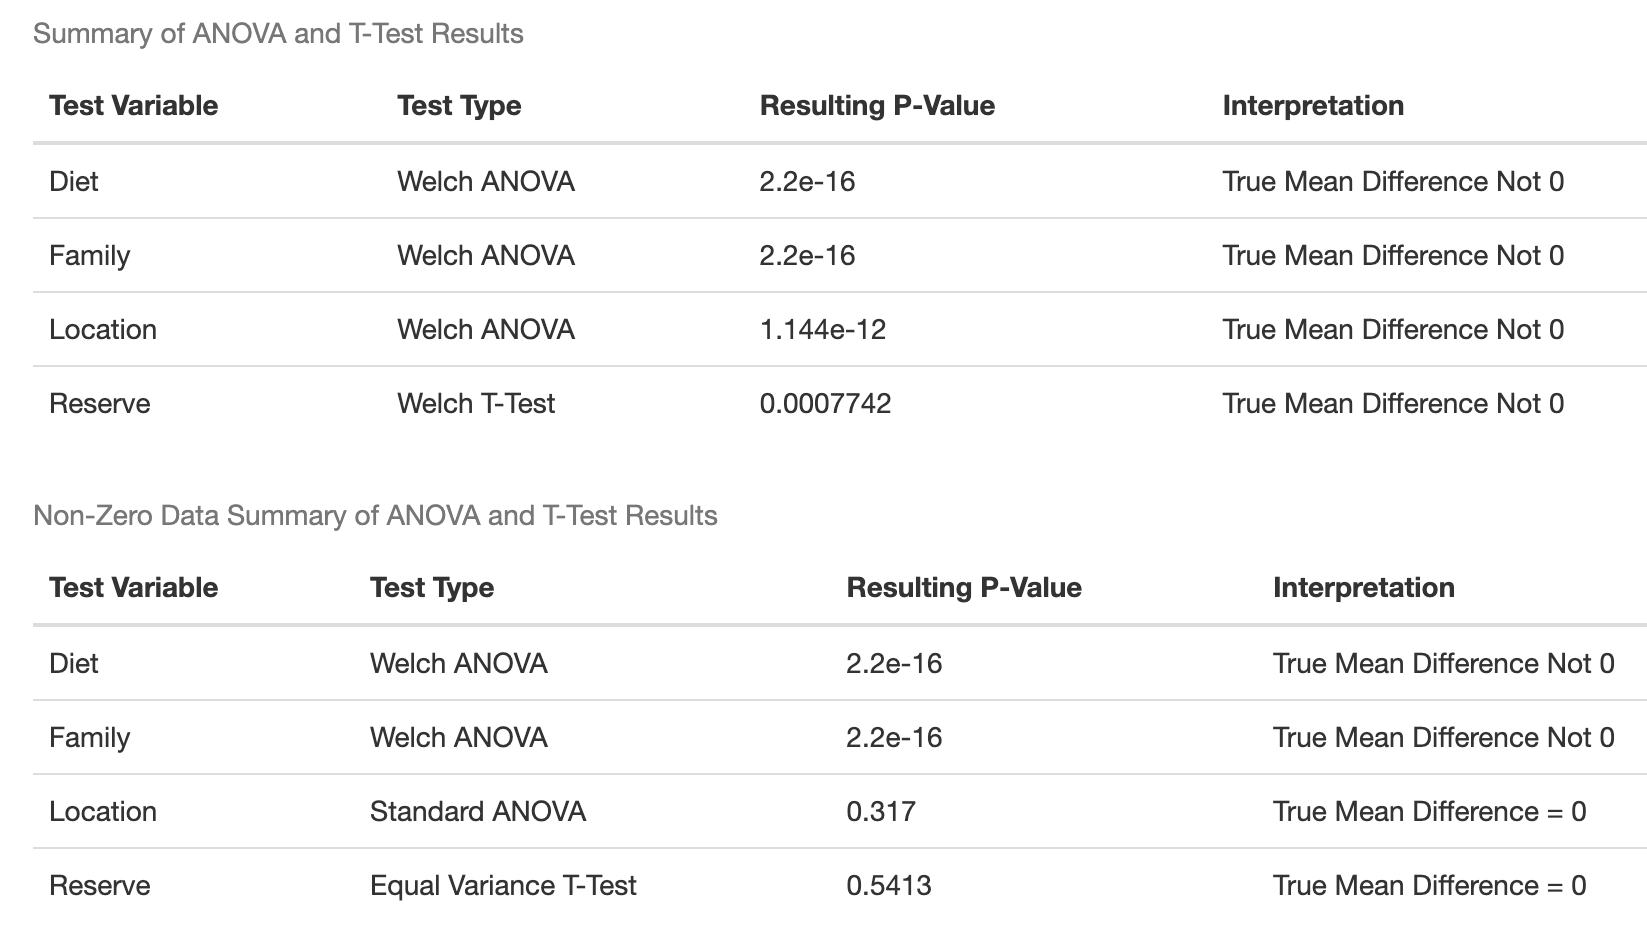 Summary of ANOVA and T-Test Results
Test Variable Test Type Resulting P-Value Interpretation
Diet Welch ANOVA 2.2e-16 True Mean Difference Not 0
Family Welch ANOVA 2.2e-16 True Mean Difference Not 0
Location Welch ANOVA 1.144e-12 True Mean Difference Not 0
Reserve Welch T-Test 0.0007742 True Mean Difference Not 0
Non-Zero Data Summary of ANOVA and T-Test Results
Test Variable Test Type Resulting P-Value Interpretation
Diet Welch ANOVA 2.2e-16 True Mean Difference Not 0
Family Welch ANOVA 2.2e-16 True Mean Difference Not 0
Location Standard ANOVA 0.317 True Mean Difference = 0
Reserve Equal Variance T-Test 0.5413 True Mean Difference = 0